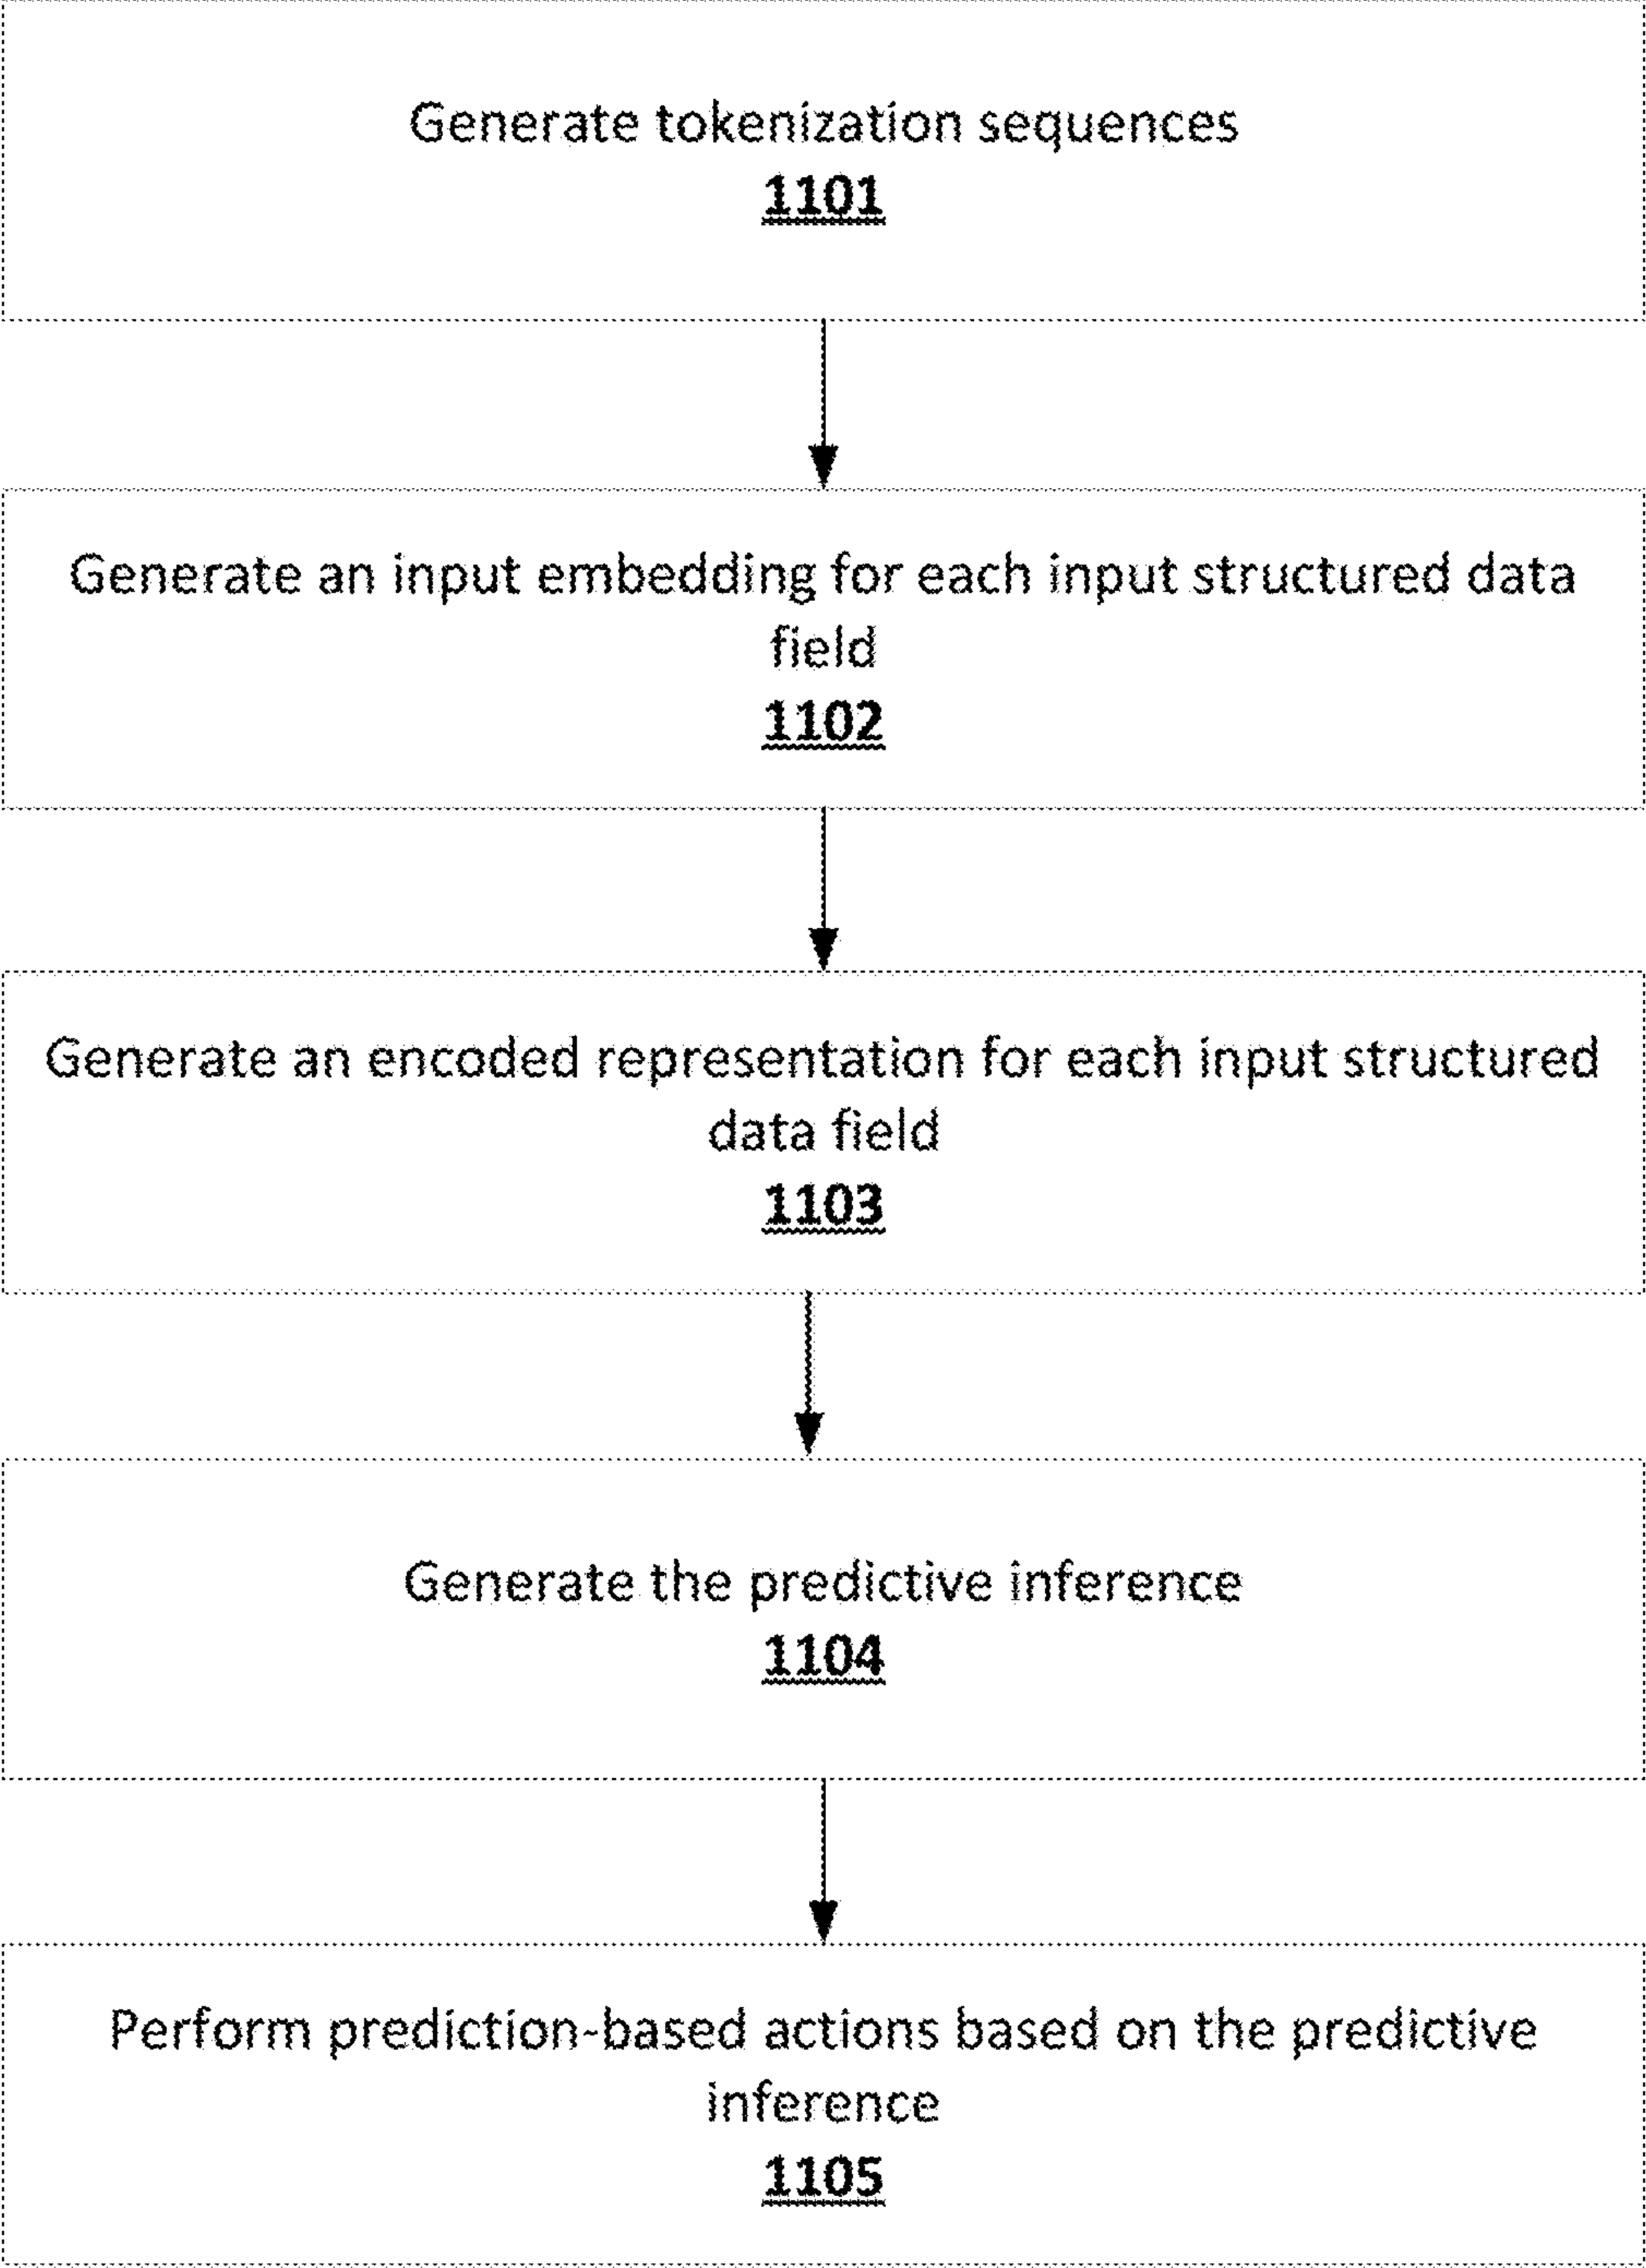 Generate tokenization sequences
1101
Generate an input embedding for each input structured data
field
1102
Generate an encoded representation for each input structured
data field
1103
Generate the predictive inference
1104
Perform prediction-based actions based on the predictive
inference
1105